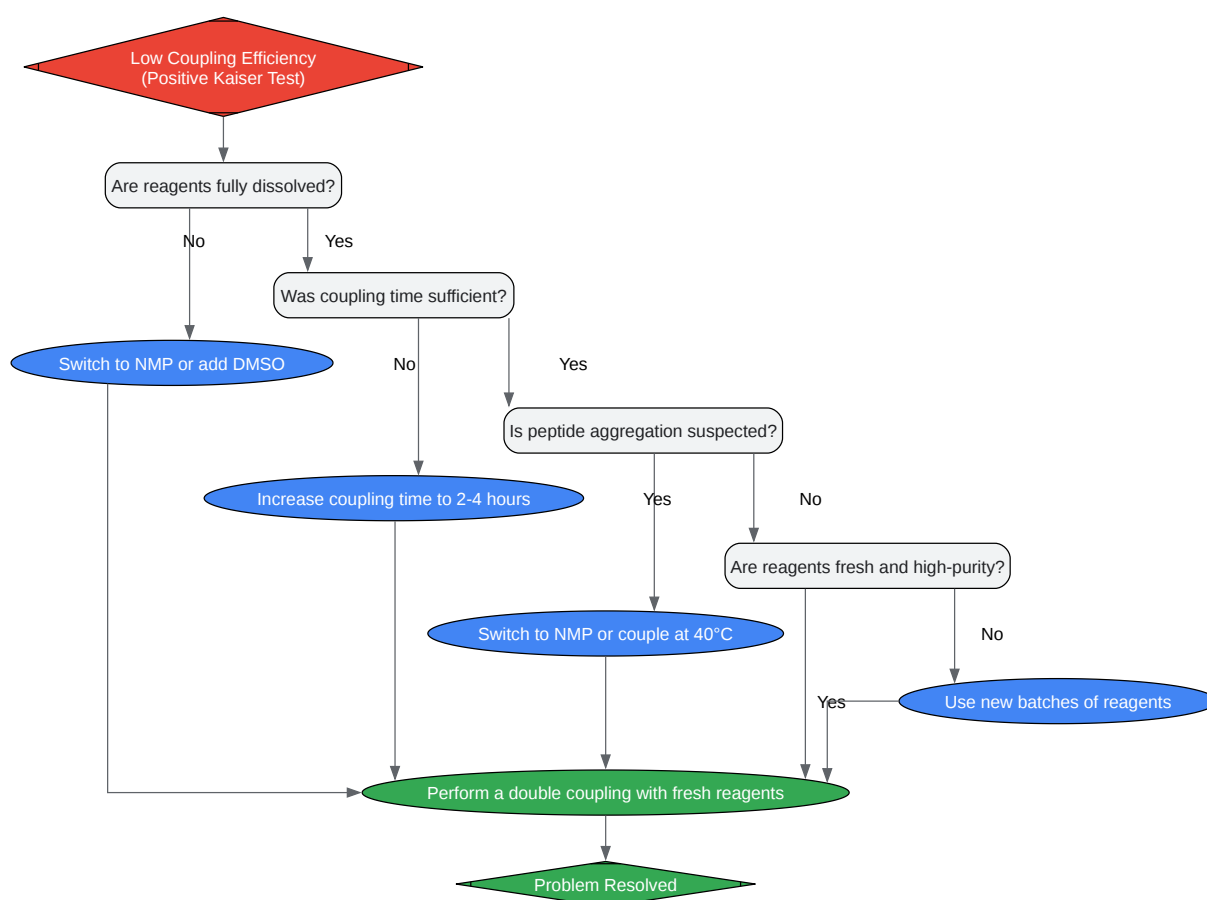 Low Coupling Efficiency
(Positive Kaiser Test)
Are reagents fully dissolved?
No
Yes
Was coupling time sufficient?
Switch to NMP or add DMSO
No
Yes
Is peptide aggregation suspected?
Increase coupling time to 2-4 hours
Yes
No
Are reagents fresh and high-purity?
Switch to NMP or couple at 40°C
No
Yes
Use new batches of reagents
Perform a double coupling with fresh reagents
Problem Resolved